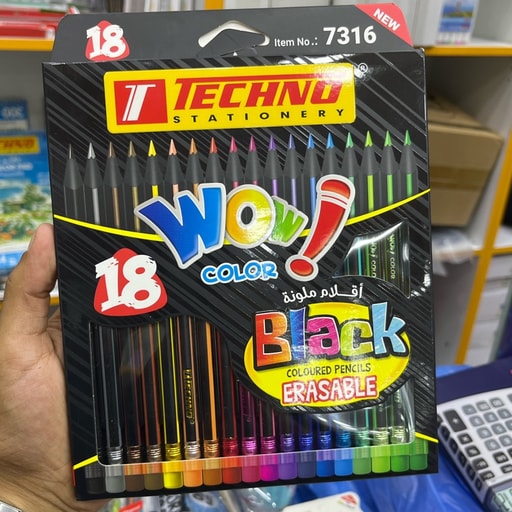 18
Item No.: 7316
NEW
TECHNO
STATIONERY
WOW!
COLOR
18
أقلام ملونة
Black
COLOURED PENCILS
ERASABLE